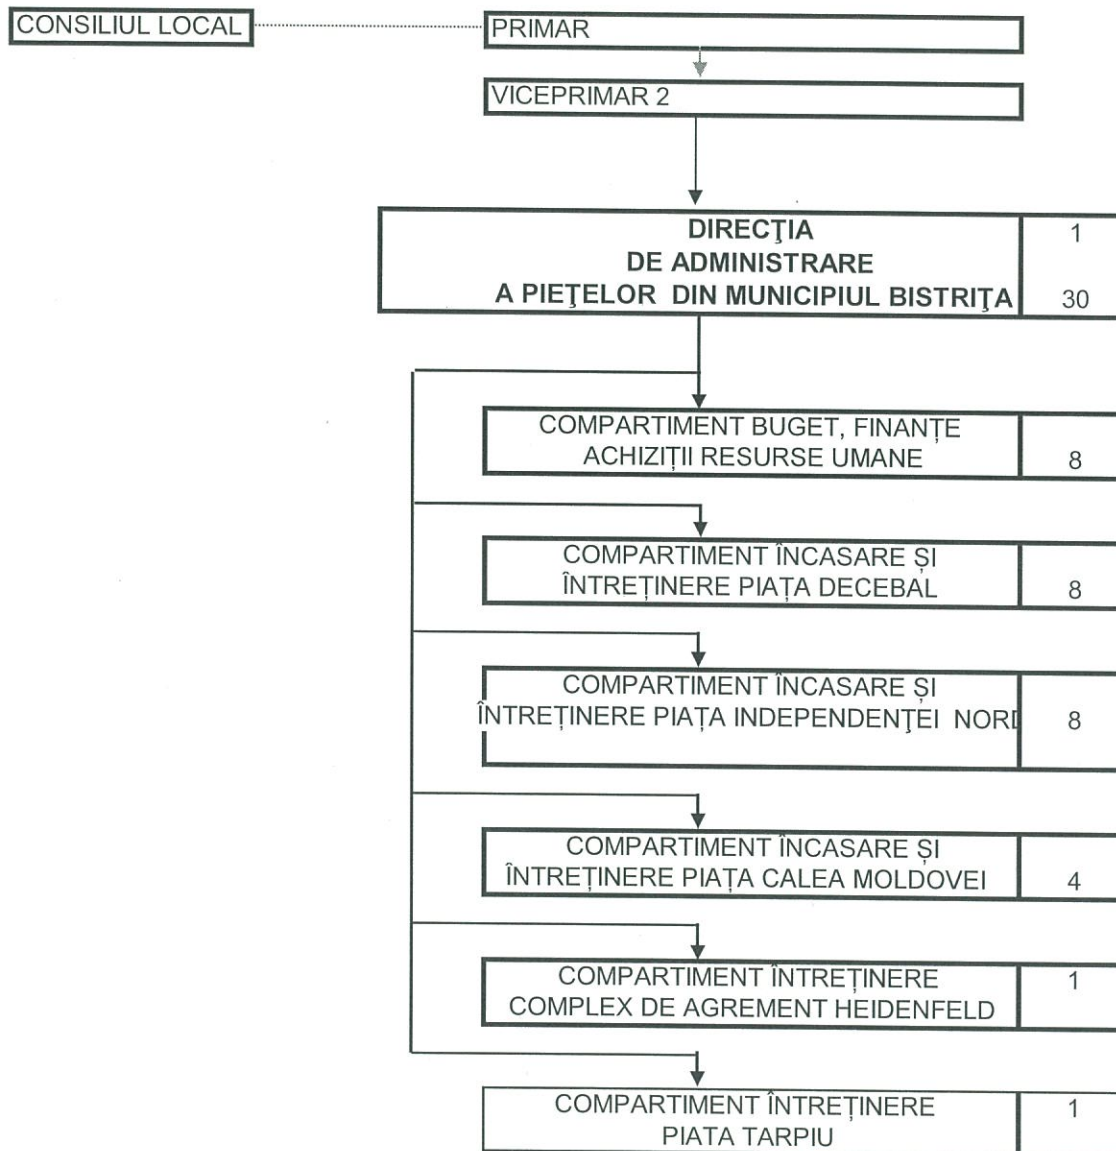 CONSILIUL LOCAL
PRIMAR
VICEPRIMAR 2
DIRECŢIA
DE ADMINISTRARE
A PIEŢELOR DIN MUNICIPIUL BISTRIŢA
1
30
COMPARTIMENT BUGET, FINANȚE
ACHIZIȚII RESURSE UMANE
8
COMPARTIMENT ÎNCASARE ȘI
ÎNTREȚINERE PIAȚA DECEBAL
8
COMPARTIMENT ÎNCASARE ȘI
ÎNTREȚINERE PIAȚA INDEPENDENŢEI NORD
8
COMPARTIMENT ÎNCASARE ȘI
ÎNTREȚINERE PIAȚA CALEA MOLDOVEI
4
COMPARTIMENT ÎNTREȚINERE
COMPLEX DE AGREMENT HEIDENFELD
1
COMPARTIMENT ÎNTREȚINERE
PIATA TARPIU
1